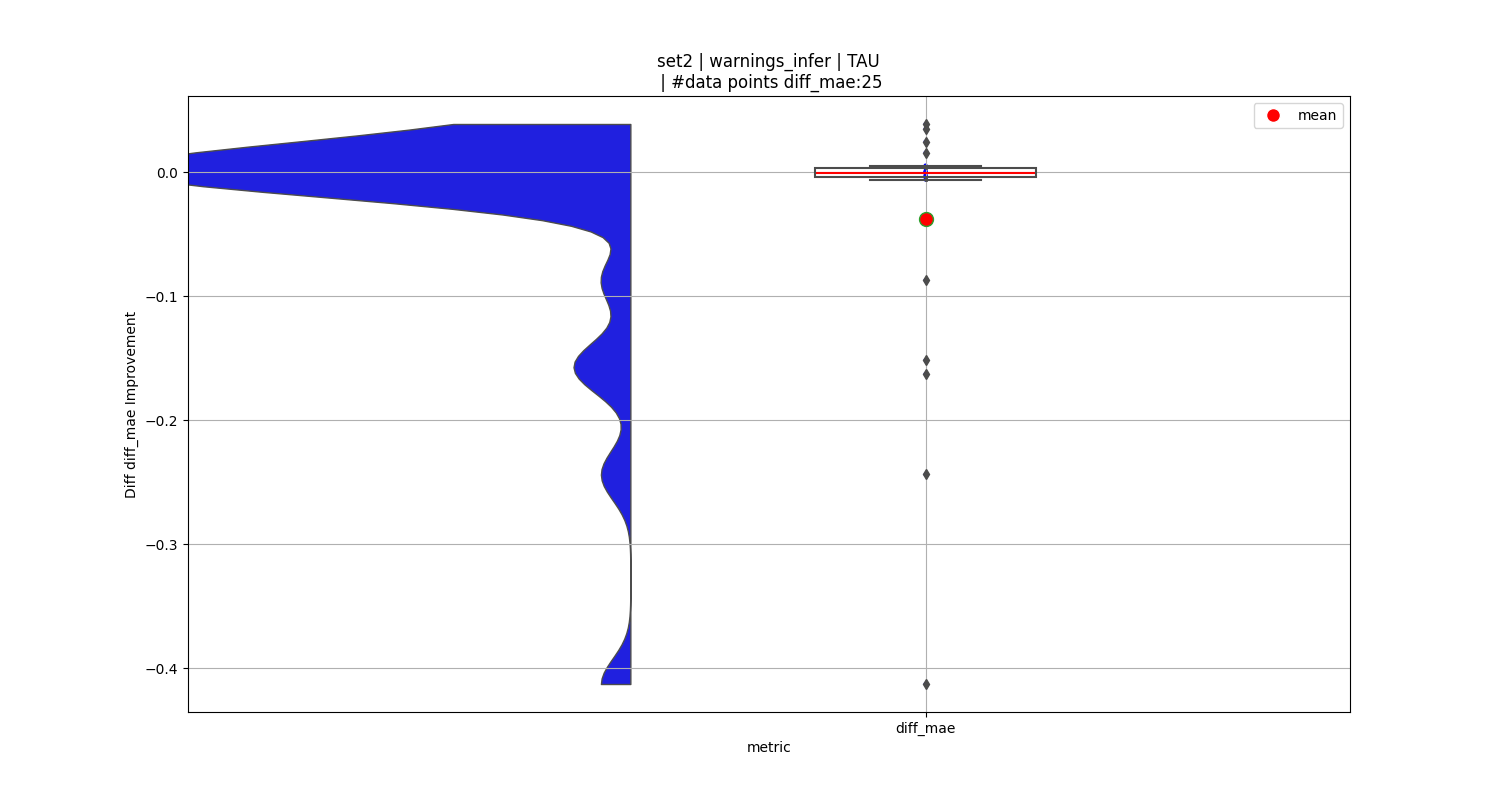 set2 | warnings_infer | TAU
| #data points diff_mae:25
mean
0.0
−0.1
−0.2
−0.3
−0.4
Diff diff_mae Improvement
diff_mae
metric